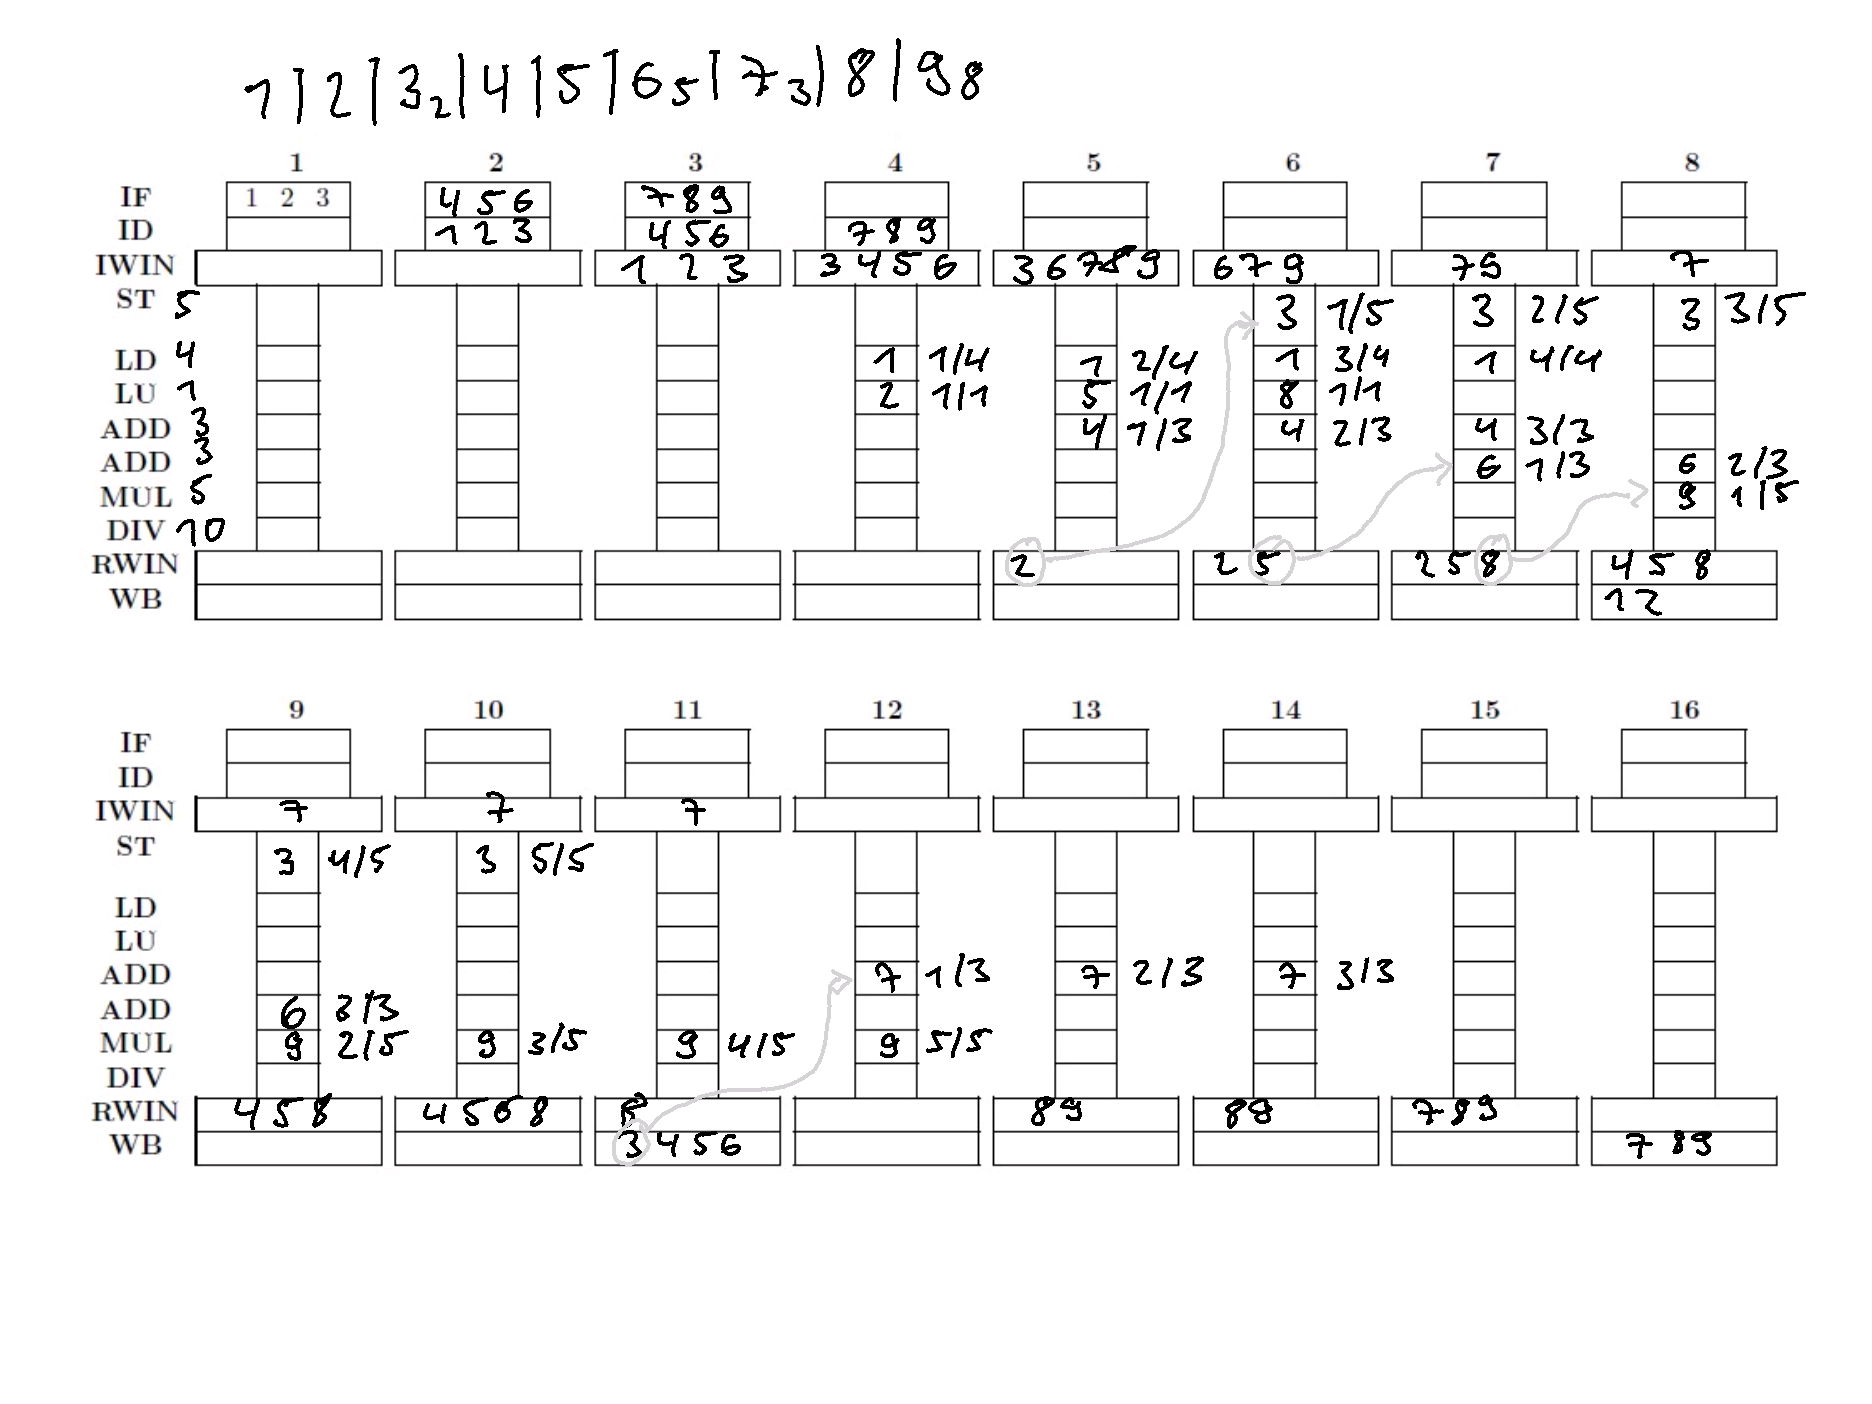 1 | 2 | 3₂ | 4 | 5 | 6₅ | 7₃ | 8 | 9₈
1 2 3 4 5 6 7 8
IF 1 2 3 4 5 6 7 8 9
ID 1 2 3 4 5 6 7 8 9
IWIN 1 2 3 3 4 5 6 3 6 7 8 9 6 7 9 7 9 7
ST 5 3 1/5 3 2/5 3 3/5
LD 4 1 1/4 1 2/4 1 3/4 1 4/4
LU 1 2 1/1 5 1/1 8 1/1
ADD 3 4 1/3 4 2/3 4 3/3
ADD 3 6 1/3 6 2/3
MUL 5 9 1/5
DIV 10
RWIN 2 2 5 2 5 8 4 5 8
WB 1 2
9 10 11 12 13 14 15 16
IF
ID
IWIN 7 7 7
ST 3 4/5 3 5/5
LD
LU
ADD 7 1/3 7 2/3 7 3/3
ADD 6 3/3
MUL 9 2/5 9 3/5 9 4/5 9 5/5
DIV
RWIN 4 5 8 4 5 6 8 8 8 9 8 9 7 8 9
WB 3 4 5 6 7 8 9